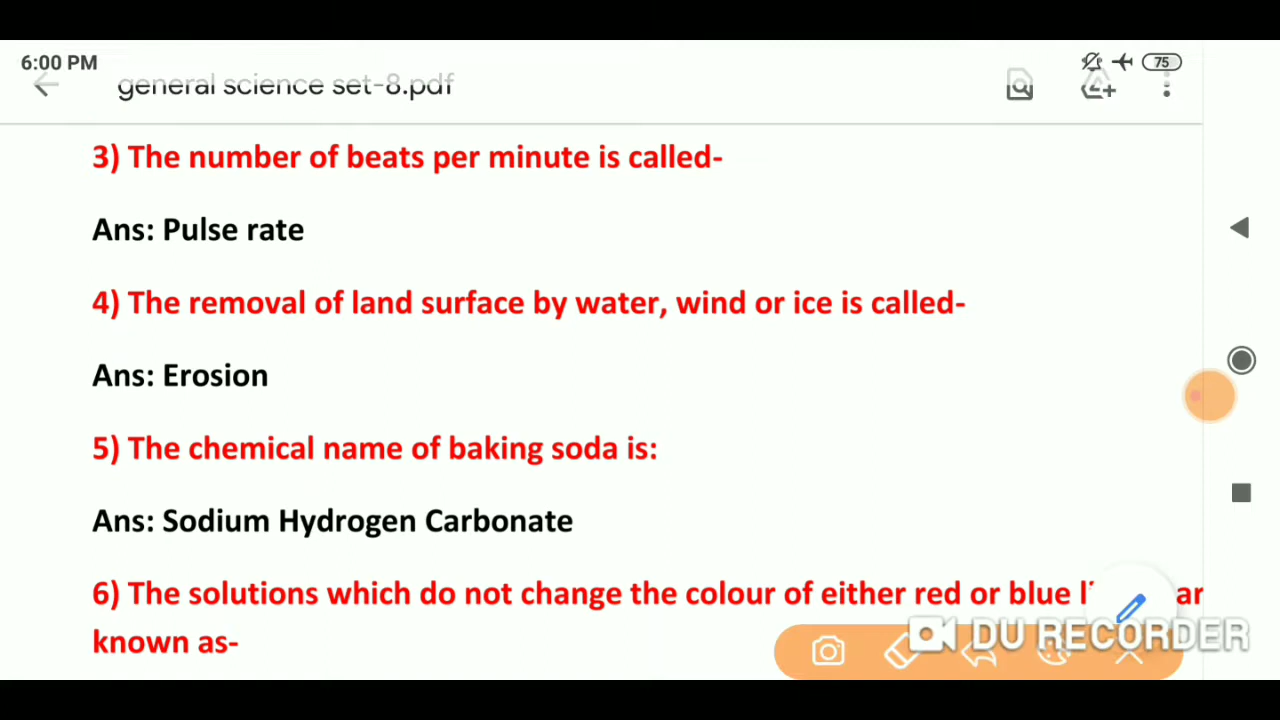 6:00 PM
75
general science set-8.pdf
3) The number of beats per minute is called-
Ans: Pulse rate
4) The removal of land surface by water, wind or ice is called-
Ans: Erosion
5) The chemical name of baking soda is:
Ans: Sodium Hydrogen Carbonate
6) The solutions which do not change the colour of either red or blue
known as-
DU RECORDER